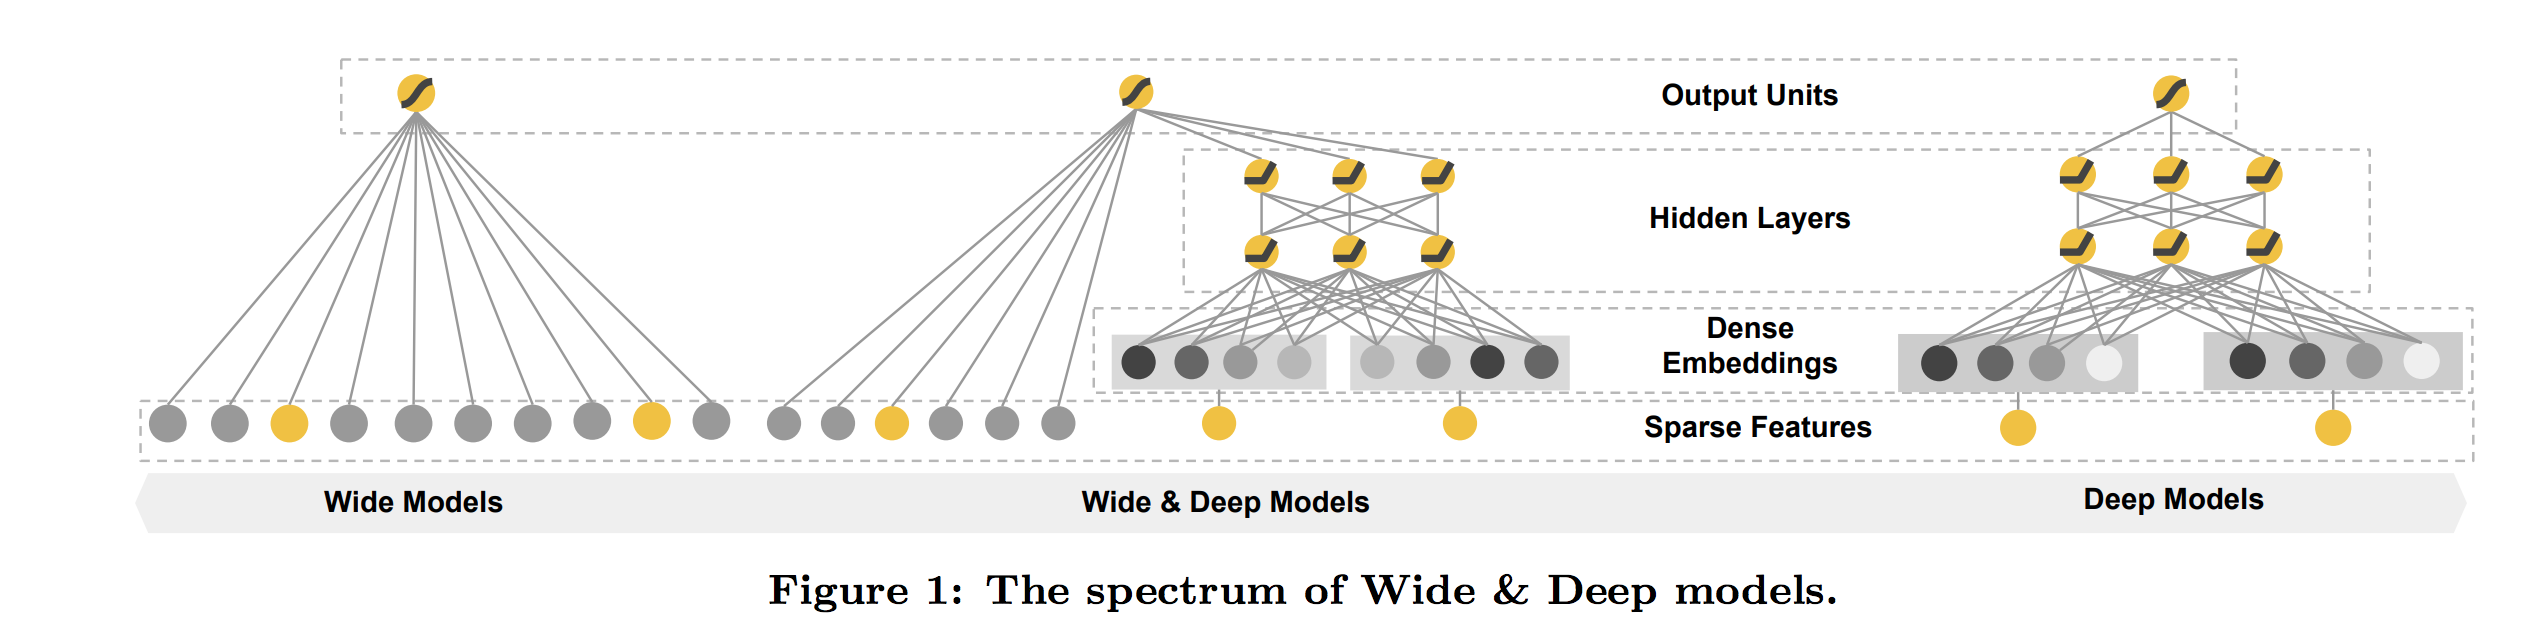 Output Units
Hidden Layers
Dense
Embeddings
Sparse Features
Wide Models
Wide & Deep Models
Deep Models
Figure 1: The spectrum of Wide & Deep models.